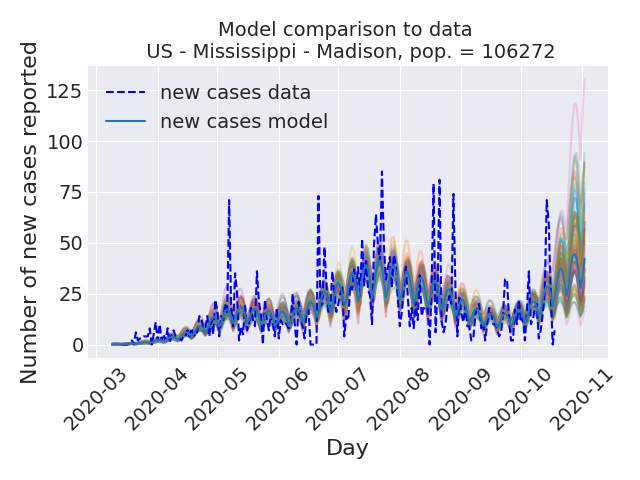 Model comparison to data
US - Mississippi - Madison, pop. = 106272
Number of new cases reported
125
100
75
50
25
0
new cases data
new cases model
2020-03
2020-04
2020-05
2020-06
2020-07
2020-08
2020-09
2020-10
2020-11
Day